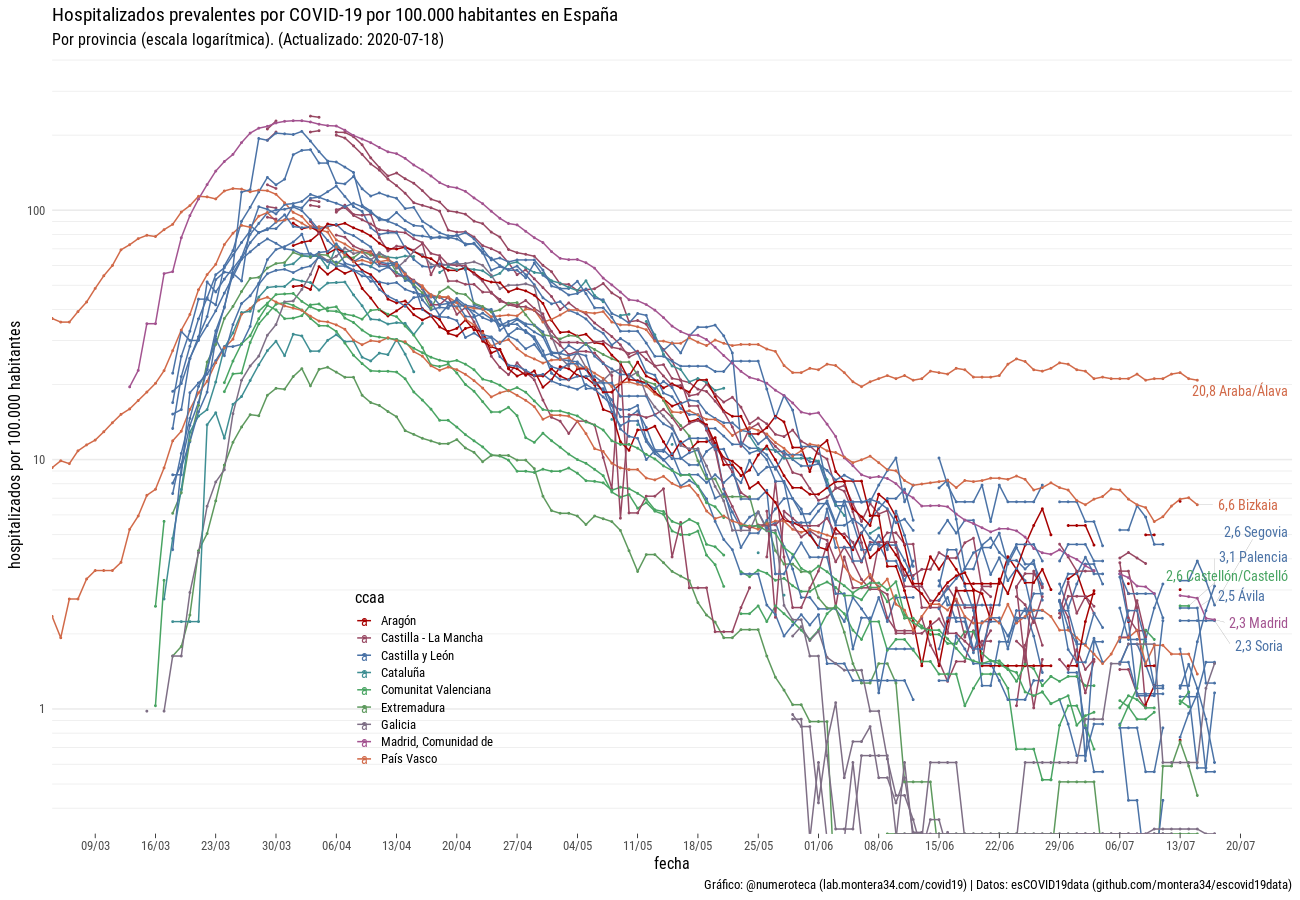 Hospitalizados prevalentes por COVID-19 por 100.000 habitantes en España
Por provincia (escala logarítmica). (Actualizado: 2020-07-18)
hospitalizados por 100.000 habitantes
100
10
1
20,8 Araba/Álava
6,6 Bizkaia
2,6 Segovia
3,1 Palencia
2,6 Castellón/Castelló
2,5 Ávila
2,3 Madrid
2,3 Soria
ccaa
Aragón
Castilla - La Mancha
Castilla y León
Cataluña
Comunitat Valenciana
Extremadura
Galicia
Madrid, Comunidad de
País Vasco
09/03 16/03 23/03 30/03 06/04 13/04 20/04 27/04 04/05 11/05 18/05 25/05 01/06 08/06 15/06 22/06 29/06 06/07 13/07 20/07
fecha
Gráfico: @numeroteca (lab.montera34.com/covid19) | Datos: esCOVID19data (github.com/montera34/escovid19data)